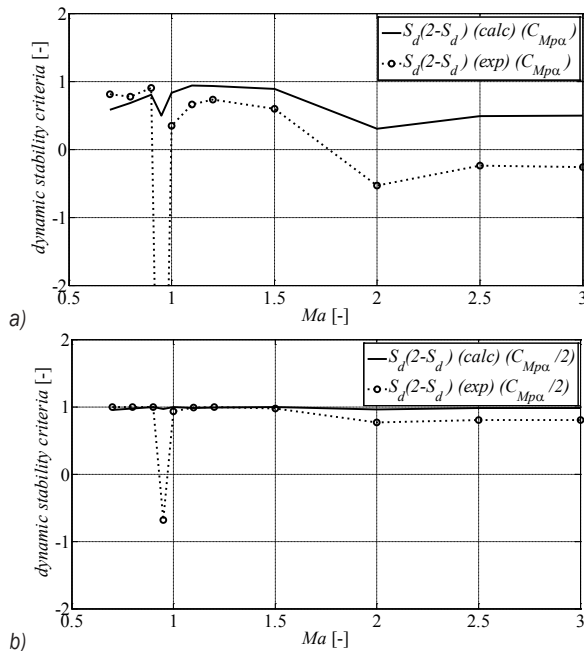 S_d(2-S_d) (calc) (C_Mpα)
S_d(2-S_d) (exp) (C_Mpα)
dynamic stability criteria [-]
2
1
0
-1
-2
0.5
1
1.5
2
2.5
3
Ma [-]
a)
S_d(2-S_d) (calc) (C_Mpα /2)
S_d(2-S_d) (exp) (C_Mpα /2)
dynamic stability criteria [-]
2
1
0
-1
-2
0.5
1
1.5
2
2.5
3
Ma [-]
b)